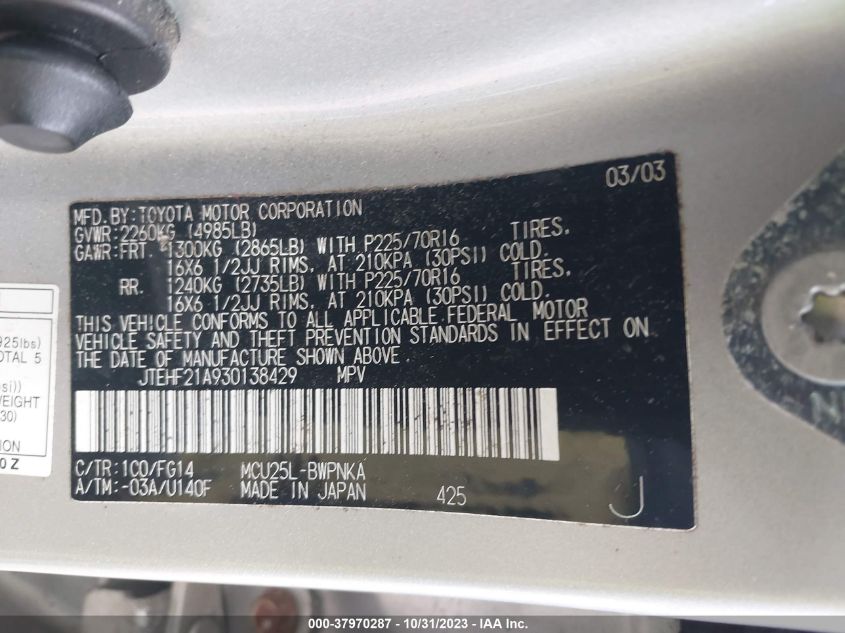 03/03
MFD. BY: TOYOTA MOTOR CORPORATION
GVWR: 2260KG (4985LB)
GAWR: FRT. 1300KG (2865LB) WITH P225/70R16 TIRES,
16X6 1/2JJ RIMS, AT 210KPA (30PSI) COLD.
RR. 1240KG (2735LB) WITH P225/70R16 TIRES,
16X6 1/2JJ RIMS, AT 210KPA (30PSI) COLD.
THIS VEHICLE CONFORMS TO ALL APPLICABLE FEDERAL MOTOR
VEHICLE SAFETY AND THEFT PREVENTION STANDARDS IN EFFECT ON
THE DATE OF MANUFACTURE SHOWN ABOVE.
JTEHF21A930138429 MPV
C/TR: 1C0/FG14 MCU25L-BWPNKA
A/TM: -03A/U140F MADE IN JAPAN 425 J
925lbs)
OTAL 5
si))
WEIGHT
30)
ION
0Z
000-37970287 - 10/31/2023 - IAA Inc.